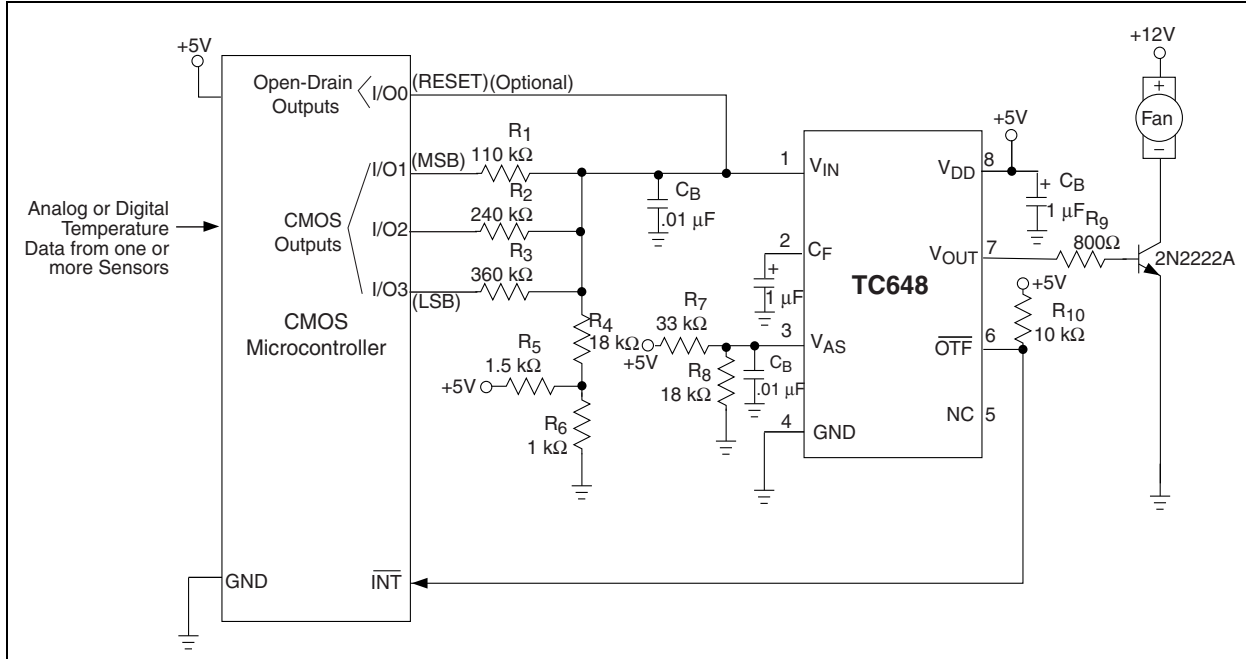 +5V
Open-Drain
Outputs
I/O0
(RESET)(Optional)
I/O1
(MSB)
R1
110 kΩ
R2
240 kΩ
I/O2
R3
360 kΩ
CMOS
Outputs
I/O3
(LSB)
Analog or Digital
Temperature
Data from one or
more Sensors
CMOS
Microcontroller
GND
INT
R4
18 kΩ
R5
1.5 kΩ
+5V
R6
1 kΩ
CB
.01 µF
+
1 µF
R7
33 kΩ
+5V
R8
18 kΩ
CB
.01 µF
1
VIN
2
CF
3
VAS
4
GND
TC648
VDD
8
VOUT
7
OTF
6
NC
5
+5V
+
CB
1 µF
R9
800Ω
+5V
R10
10 kΩ
+12V
+
Fan
–
2N2222A